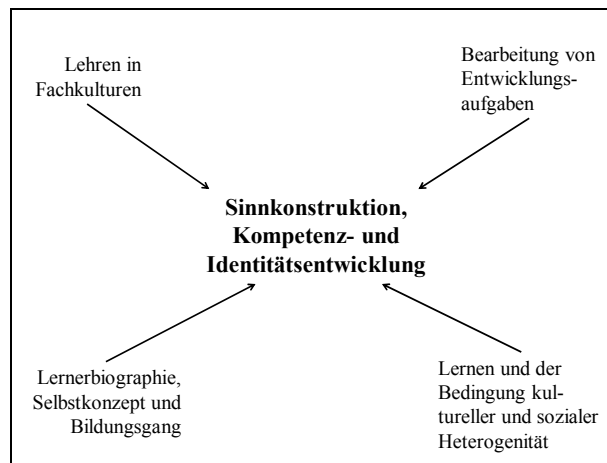 Lehren in
Fachkulturen
Bearbeitung von
Entwicklungs-
aufgaben
Sinnkonstruktion,
Kompetenz- und
Identitätsentwicklung
Lernerbiographie,
Selbstkonzept und
Bildungsgang
Lernen und der
Bedingung kul-
tureller und sozialer
Heterogenität